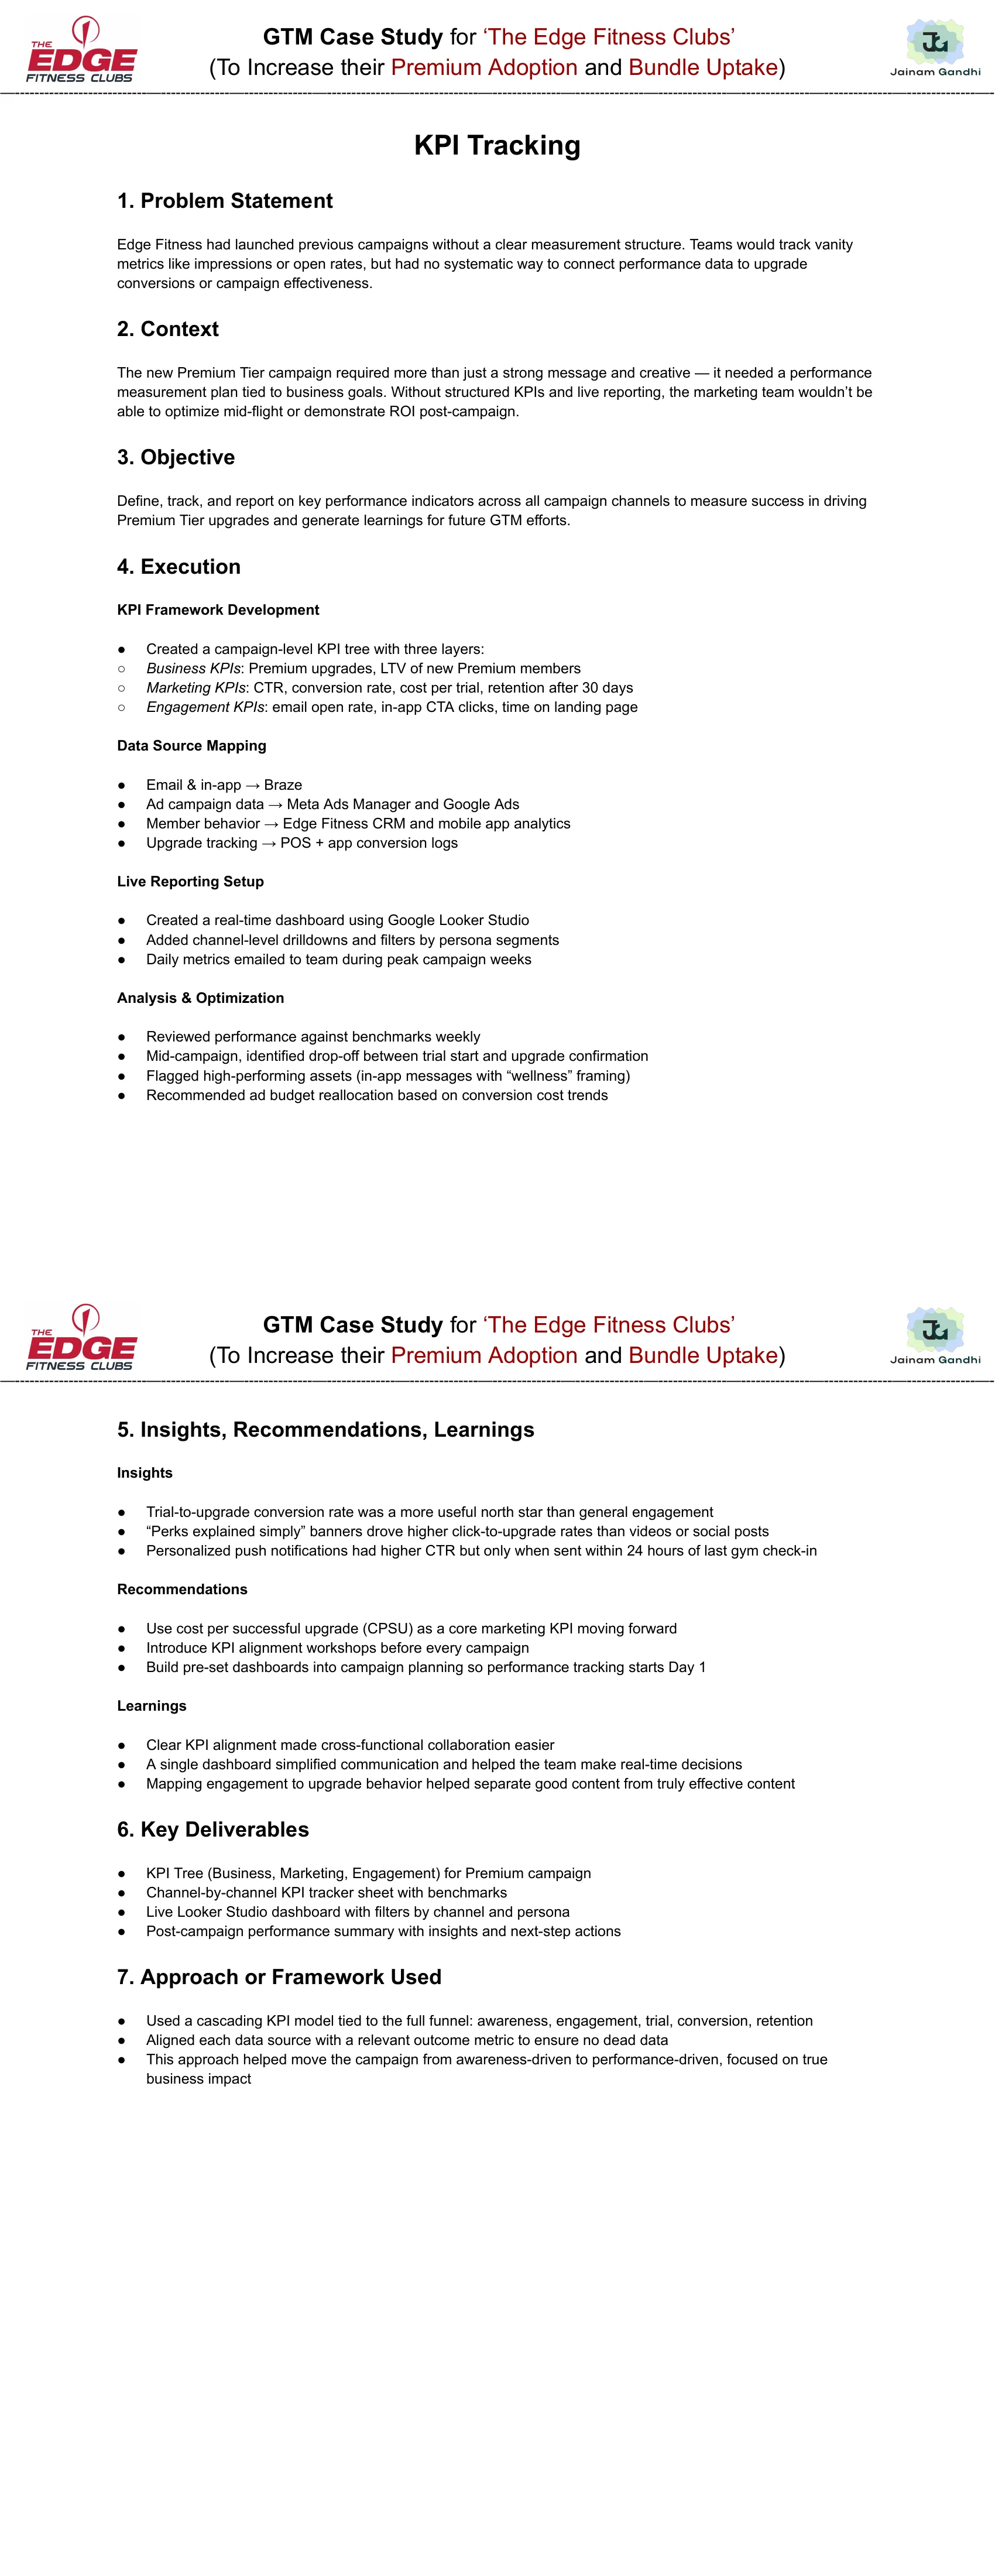 THE
EDGE
FITNESS CLUBS
GTM Case Study for ‘The Edge Fitness Clubs’
(To Increase their Premium Adoption and Bundle Uptake)
Jainam Gandhi
KPI Tracking
1. Problem Statement
Edge Fitness had launched previous campaigns without a clear measurement structure. Teams would track vanity
metrics like impressions or open rates, but had no systematic way to connect performance data to upgrade
conversions or campaign effectiveness.
2. Context
The new Premium Tier campaign required more than just a strong message and creative — it needed a performance
measurement plan tied to business goals. Without structured KPIs and live reporting, the marketing team wouldn’t be
able to optimize mid-flight or demonstrate ROI post-campaign.
3. Objective
Define, track, and report on key performance indicators across all campaign channels to measure success in driving
Premium Tier upgrades and generate learnings for future GTM efforts.
4. Execution
KPI Framework Development
● Created a campaign-level KPI tree with three layers:
○ Business KPIs: Premium upgrades, LTV of new Premium members
○ Marketing KPIs: CTR, conversion rate, cost per trial, retention after 30 days
○ Engagement KPIs: email open rate, in-app CTA clicks, time on landing page
Data Source Mapping
● Email & in-app → Braze
● Ad campaign data → Meta Ads Manager and Google Ads
● Member behavior → Edge Fitness CRM and mobile app analytics
● Upgrade tracking → POS + app conversion logs
Live Reporting Setup
● Created a real-time dashboard using Google Looker Studio
● Added channel-level drilldowns and filters by persona segments
● Daily metrics emailed to team during peak campaign weeks
Analysis & Optimization
● Reviewed performance against benchmarks weekly
● Mid-campaign, identified drop-off between trial start and upgrade confirmation
● Flagged high-performing assets (in-app messages with “wellness” framing)
● Recommended ad budget reallocation based on conversion cost trends
THE
EDGE
FITNESS CLUBS
GTM Case Study for ‘The Edge Fitness Clubs’
(To Increase their Premium Adoption and Bundle Uptake)
Jainam Gandhi
5. Insights, Recommendations, Learnings
Insights
● Trial-to-upgrade conversion rate was a more useful north star than general engagement
● “Perks explained simply” banners drove higher click-to-upgrade rates than videos or social posts
● Personalized push notifications had higher CTR but only when sent within 24 hours of last gym check-in
Recommendations
● Use cost per successful upgrade (CPSU) as a core marketing KPI moving forward
● Introduce KPI alignment workshops before every campaign
● Build pre-set dashboards into campaign planning so performance tracking starts Day 1
Learnings
● Clear KPI alignment made cross-functional collaboration easier
● A single dashboard simplified communication and helped the team make real-time decisions
● Mapping engagement to upgrade behavior helped separate good content from truly effective content
6. Key Deliverables
● KPI Tree (Business, Marketing, Engagement) for Premium campaign
● Channel-by-channel KPI tracker sheet with benchmarks
● Live Looker Studio dashboard with filters by channel and persona
● Post-campaign performance summary with insights and next-step actions
7. Approach or Framework Used
● Used a cascading KPI model tied to the full funnel: awareness, engagement, trial, conversion, retention
● Aligned each data source with a relevant outcome metric to ensure no dead data
● This approach helped move the campaign from awareness-driven to performance-driven, focused on true
business impact